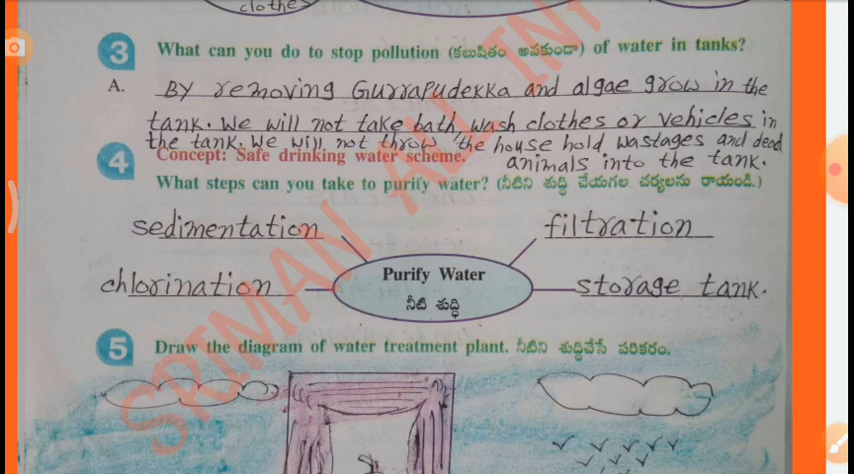 clothes
3 What can you do to stop pollution (కలుషితం అవకుండా) of water in tanks?
A. By removing Gurrapudekka and algae grow in the
tank. We will not take bath, wash clothes or vehicles in
the tank. We will not throw the house hold wastages and dead
animals into the tank.
4 Concept: Safe drinking water scheme.
What steps can you take to purify water? (నీటిని శుద్ధి చేయగల చర్యలను రాయండి.)
sedimentation filtration
chlorination Purify Water storage tank.
నీటి శుద్ధి
5 Draw the diagram of water treatment plant. నీటిని శుద్ధిచేసే పరికరం.
SRIMAN ALL IN